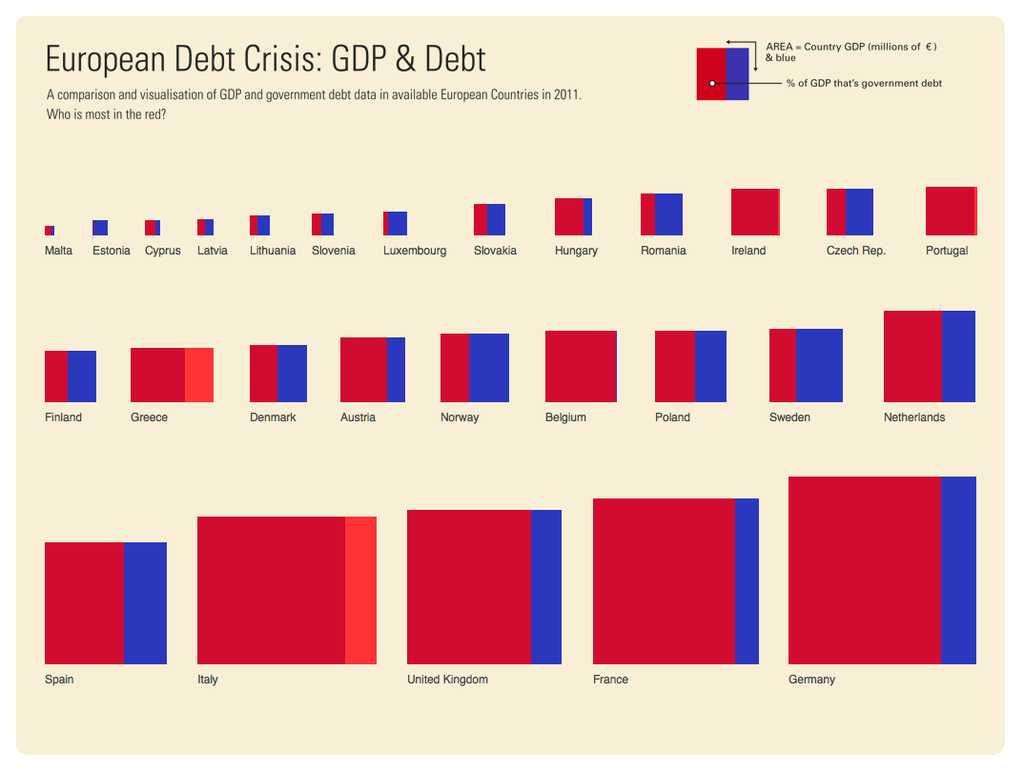 European Debt Crisis: GDP & Debt
A comparison and visualisation of GDP and government debt data in available European Countries in 2011.
Who is most in the red?
AREA = Country GDP (millions of € )
& blue
% of GDP that's government debt
Malta
Estonia
Cyprus
Latvia
Lithuania
Slovenia
Luxembourg
Slovakia
Hungary
Romania
Ireland
Czech Rep.
Portugal
Finland
Greece
Denmark
Austria
Norway
Belgium
Poland
Sweden
Netherlands
Spain
Italy
United Kingdom
France
Germany